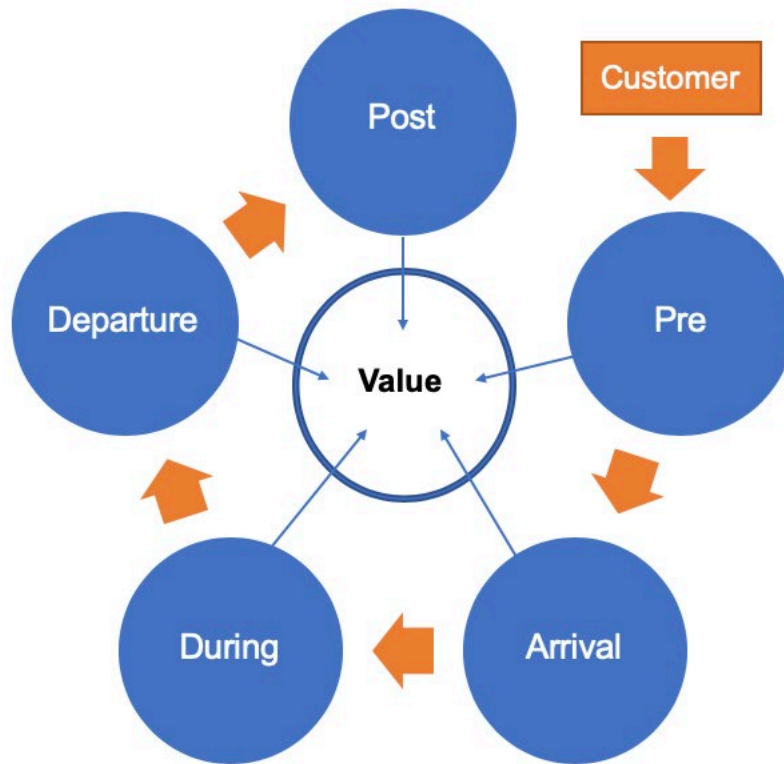 Post
Customer
Departure
Pre
Value
During
Arrival